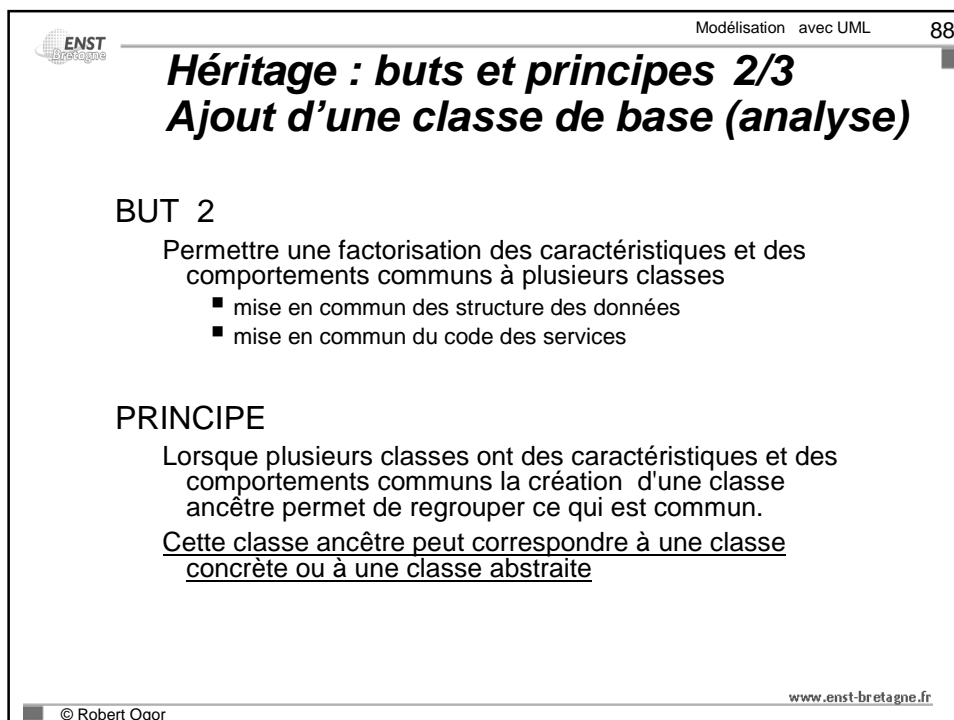 Modélisation avec UML 88
ENST
Bretagne
Héritage : buts et principes 2/3
Ajout d'une classe de base (analyse)
BUT 2
Permettre une factorisation des caractéristiques et des
comportements communs à plusieurs classes
■ mise en commun des structure des données
■ mise en commun du code des services
PRINCIPE
Lorsque plusieurs classes ont des caractéristiques et des
comportements communs la création d'une classe
ancêtre permet de regrouper ce qui est commun.
Cette classe ancêtre peut correspondre à une classe
concrète ou à une classe abstraite
www.enst-bretagne.fr
© Robert Ogor